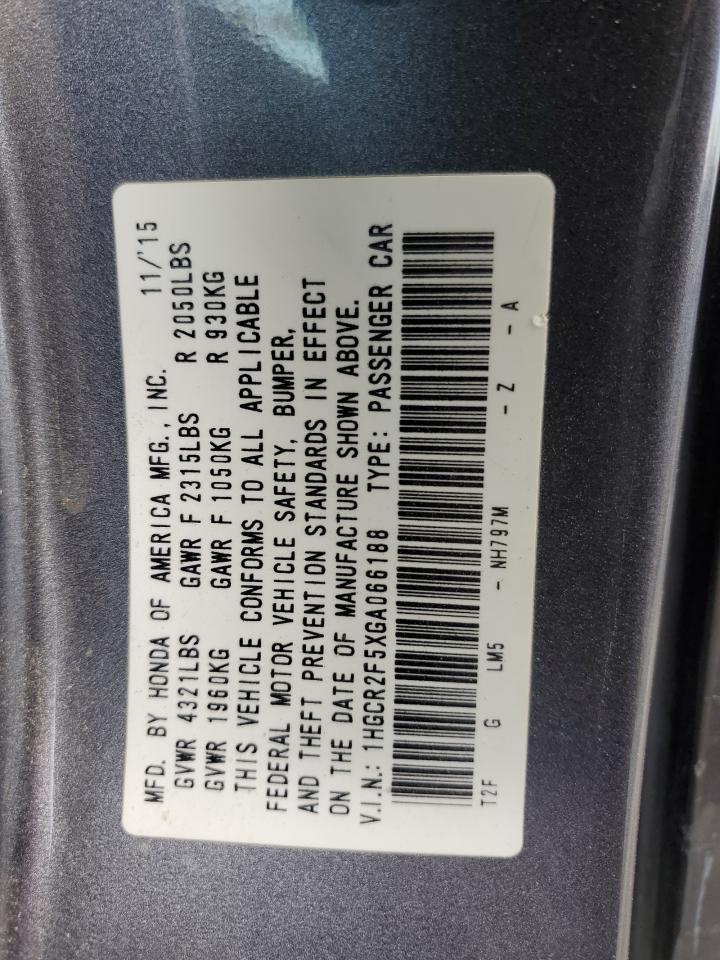 MFD. BY HONDA OF AMERICA MFG., INC. 11/'15
GVWR 4321LBS GAWR F 2315LBS R 2050LBS
GVWR 1960KG GAWR F 1050KG R 930KG
THIS VEHICLE CONFORMS TO ALL APPLICABLE
FEDERAL MOTOR VEHICLE SAFETY, BUMPER,
AND THEFT PREVENTION STANDARDS IN EFFECT
ON THE DATE OF MANUFACTURE SHOWN ABOVE.
V.I.N.: 1HGCR2F5XGA066188 TYPE: PASSENGER CAR
T2F G LM5 - NH797M - Z - A